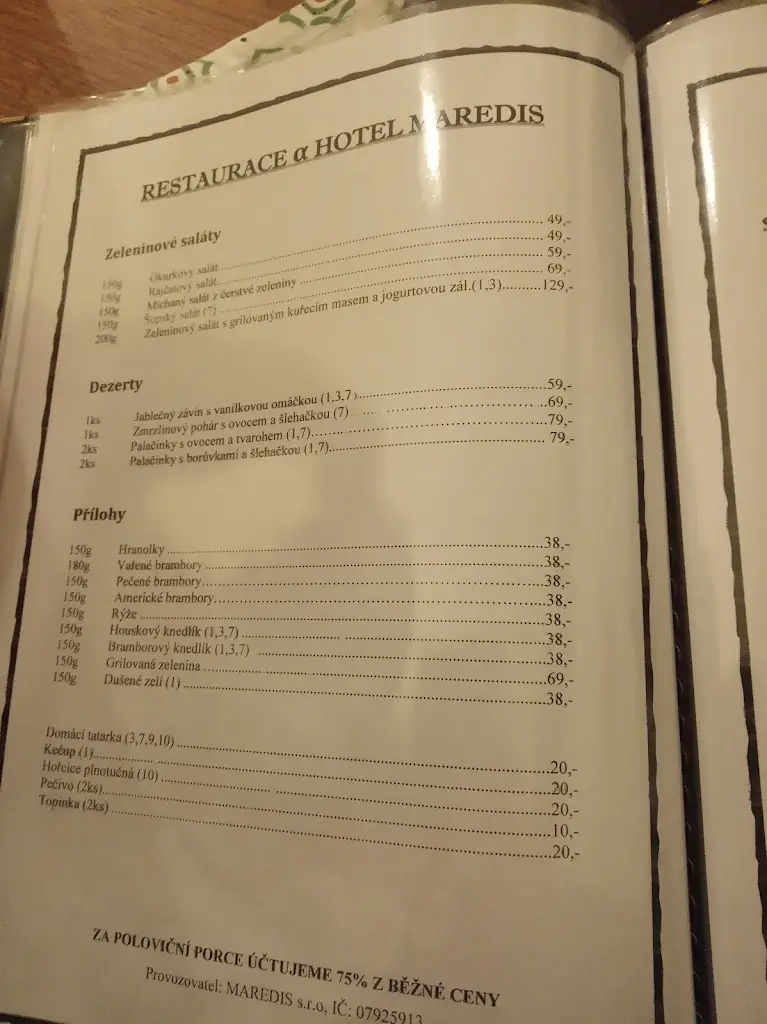 RESTAURACE α HOTEL MAREDIS
Zeleninové saláty
150g Okurkový salát 49,-
150g Rajčatový salát 49,-
150g Míchaný salát z čerstvé zeleniny 59,-
150g Šopský salát (7) 69,-
200g Zeleninový salát s grilovaným kuřecím masem a jogurtovou zál.(1,3) 129,-
Dezerty
1ks Jablečný závin s vanilkovou omáčkou (1,3,7) 59,-
1ks Zmrzlinový pohár s ovocem a šlehačkou (7) 69,-
2ks Palačinky s ovocem a tvarohem (1,7) 79,-
2ks Palačinky s borůvkami a šlehačkou (1,7) 79,-
Přílohy
150g Hranolky 38,-
180g Vařené brambory 38,-
150g Pečené brambory 38,-
150g Americké brambory 38,-
150g Rýže 38,-
150g Houskový knedlík (1,3,7) 38,-
150g Bramborový knedlík (1,3,7) 38,-
150g Grilovaná zelenina 69,-
150g Dušené zelí (1) 38,-
Domácí tatarka (3,7,9,10) 20,-
Kečup (1) 20,-
Hořčice plnotučná (10) 20,-
Pečivo (2ks) 10,-
Topinka (2ks) 20,-
ZA POLOVIČNÍ PORCE ÚČTUJEME 75% Z BĚŽNÉ CENY
Provozovatel: MAREDIS s.r.o, IČ: 07925913